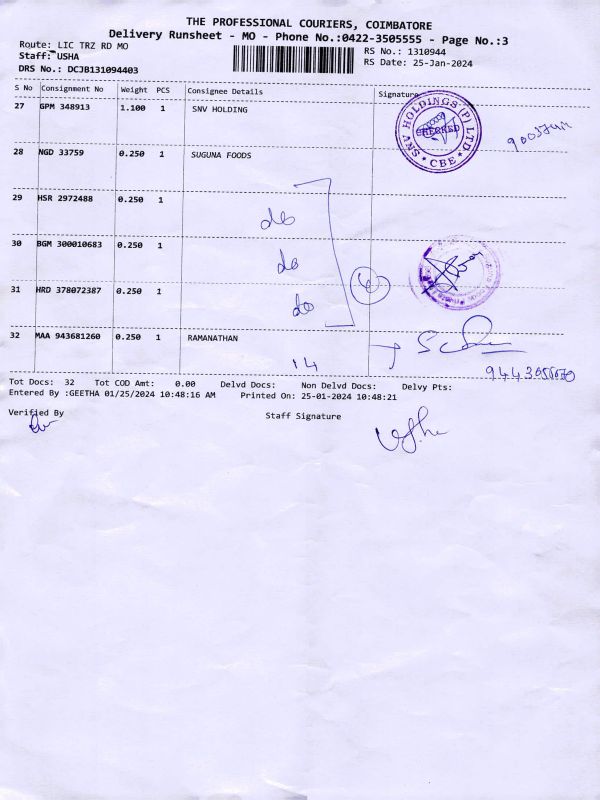 THE PROFESSIONAL COURIERS, COIMBATORE
Delivery Runsheet - MO - Phone No.:0422-3505555 - Page No.:3
Route: LIC TRZ RD MO
RS No.: 1310944
Staff: USHA
RS Date: 25-Jan-2024
DRS No.: DCJB131094403
S No Consignment No Weight PCS Consignee Details Signature
27 GPM 348913 1.100 1 SNV HOLDING
SNV HOLDINGS (P) LTD
CBE
28 NGD 33759 0.250 1 SUGUNA FOODS
29 HSR 2972488 0.250 1
do
30 BGM 300010683 0.250 1
do
31 HRD 378072387 0.250 1
do
32 MAA 943681260 0.250 1 RAMANATHAN
14
Tot Docs: 32 Tot COD Amt: 0.00 Delvd Docs: Non Delvd Docs: Delvy Pts:
Entered By :GEETHA 01/25/2024 10:48:16 AM Printed On: 25-01-2024 10:48:21
Verified By
Staff Signature